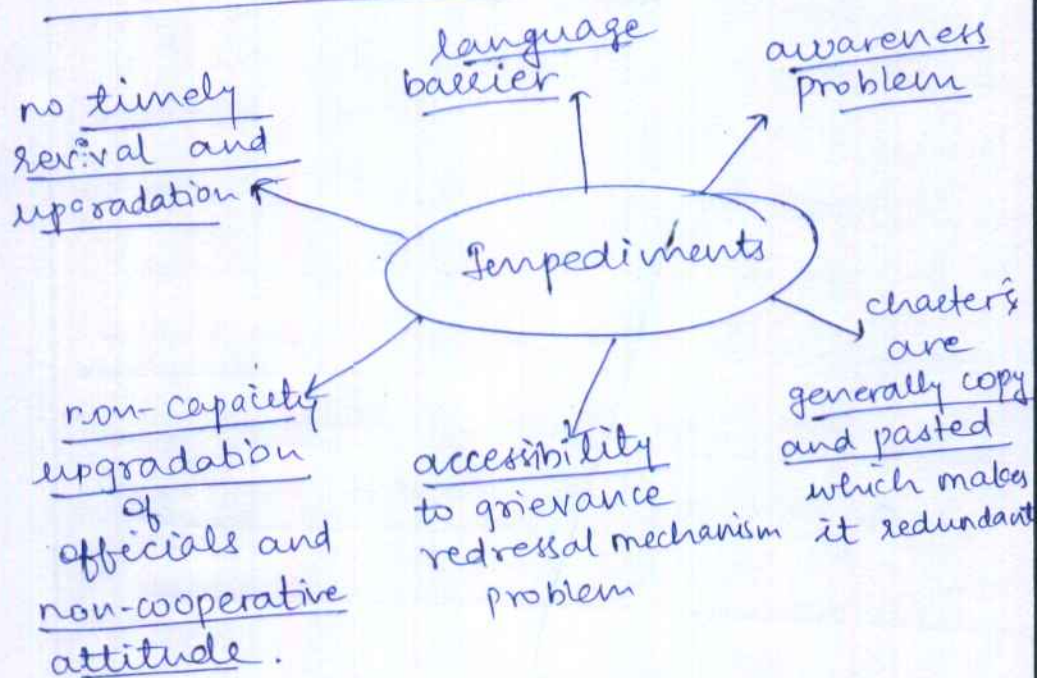 language
barrier
awareness
problem
no timely
revival and
upgradation
Impediments
charters
are
generally copy
and pasted
which makes
it redundant
non-capacity
upgradation
of
officials and
non-cooperative
attitude.
accessibility
to grievance
redressal mechanism
problem